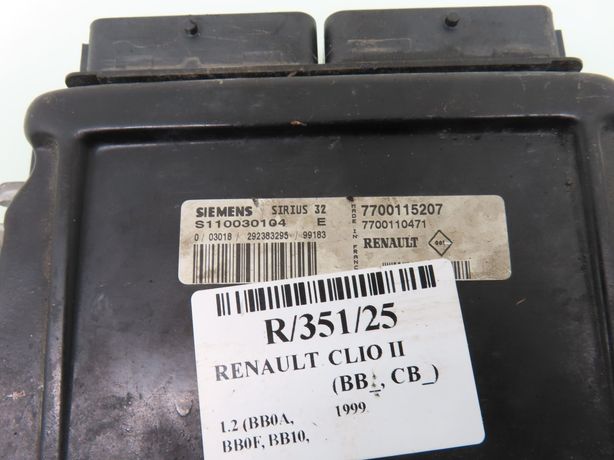 SIEMENS SIRIUS 32
S110030104 E
0 / 03018 / 292383295 / 99183
MADE IN FRANCE
7700115207
7700110471
RENAULT
R/351/25
RENAULT CLIO II
(BB_, CB_)
1.2 (BB0A, 1999
BB0F, BB10,